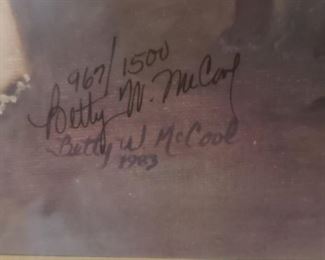 967/1500
Betty W. McCool
Betty W McCool
1983